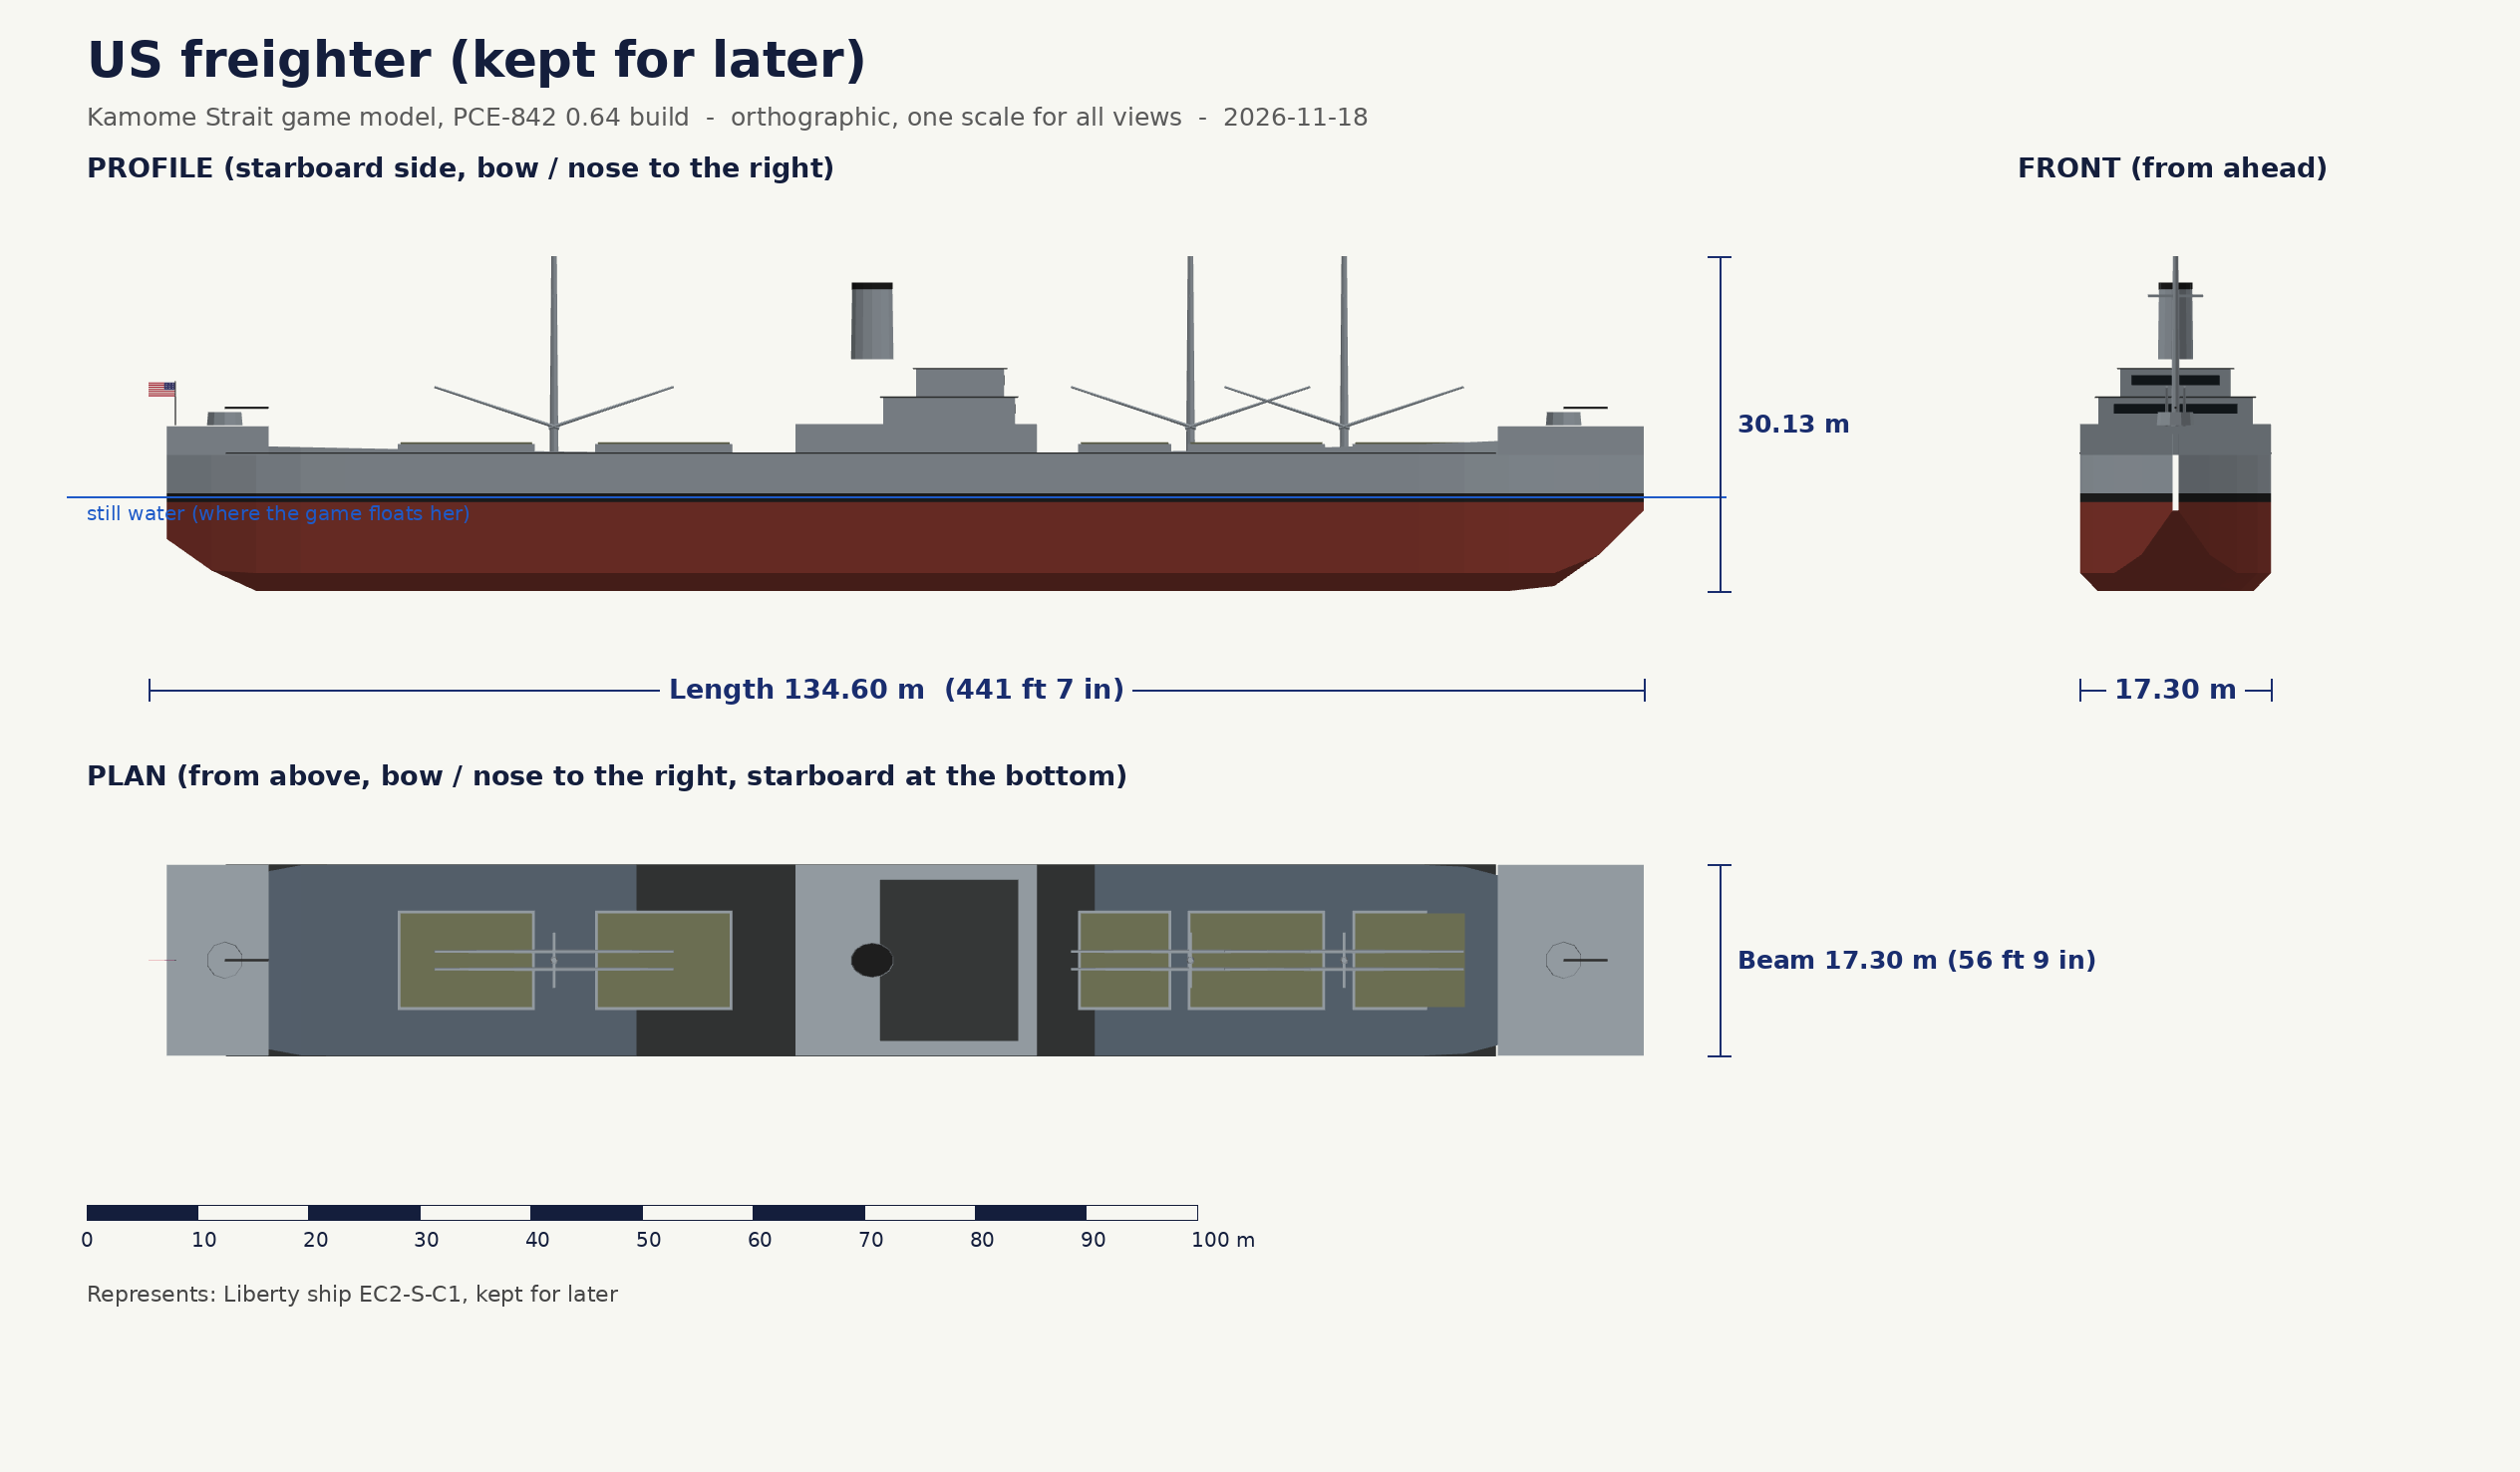 US freighter (kept for later)
Kamome Strait game model, PCE-842 0.64 build - orthographic, one scale for all views - 2026-11-18
PROFILE (starboard side, bow / nose to the right)
FRONT (from ahead)
30.13 m
still water (where the game floats her)
Length 134.60 m (441 ft 7 in)
17.30 m
PLAN (from above, bow / nose to the right, starboard at the bottom)
Beam 17.30 m (56 ft 9 in)
0 10 20 30 40 50 60 70 80 90 100 m
Represents: Liberty ship EC2-S-C1, kept for later